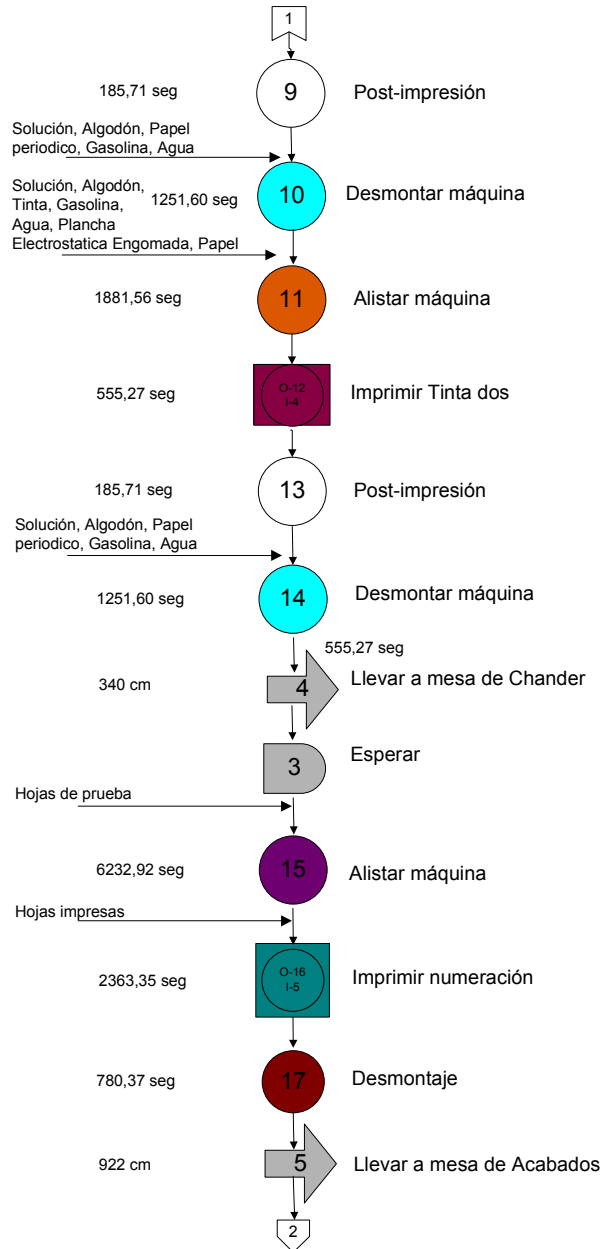 1
185,71 seg
9
Post-impresión
Solución, Algodón, Papel
periodico, Gasolina, Agua
10
Desmontar máquina
Solución, Algodón,
Tinta, Gasolina,
1251,60 seg
Agua, Plancha
Electrostatica Engomada, Papel
1881,56 seg
11
Alistar máquina
555,27 seg
O-12
I-4
Imprimir Tinta dos
185,71 seg
13
Post-impresión
Solución, Algodón, Papel
periodico, Gasolina, Agua
1251,60 seg
14
Desmontar máquina
555,27 seg
340 cm
4
Llevar a mesa de Chander
3
Esperar
Hojas de prueba
6232,92 seg
15
Alistar máquina
Hojas impresas
2363,35 seg
O-16
I-5
Imprimir numeración
780,37 seg
17
Desmontaje
922 cm
5
Llevar a mesa de Acabados
2